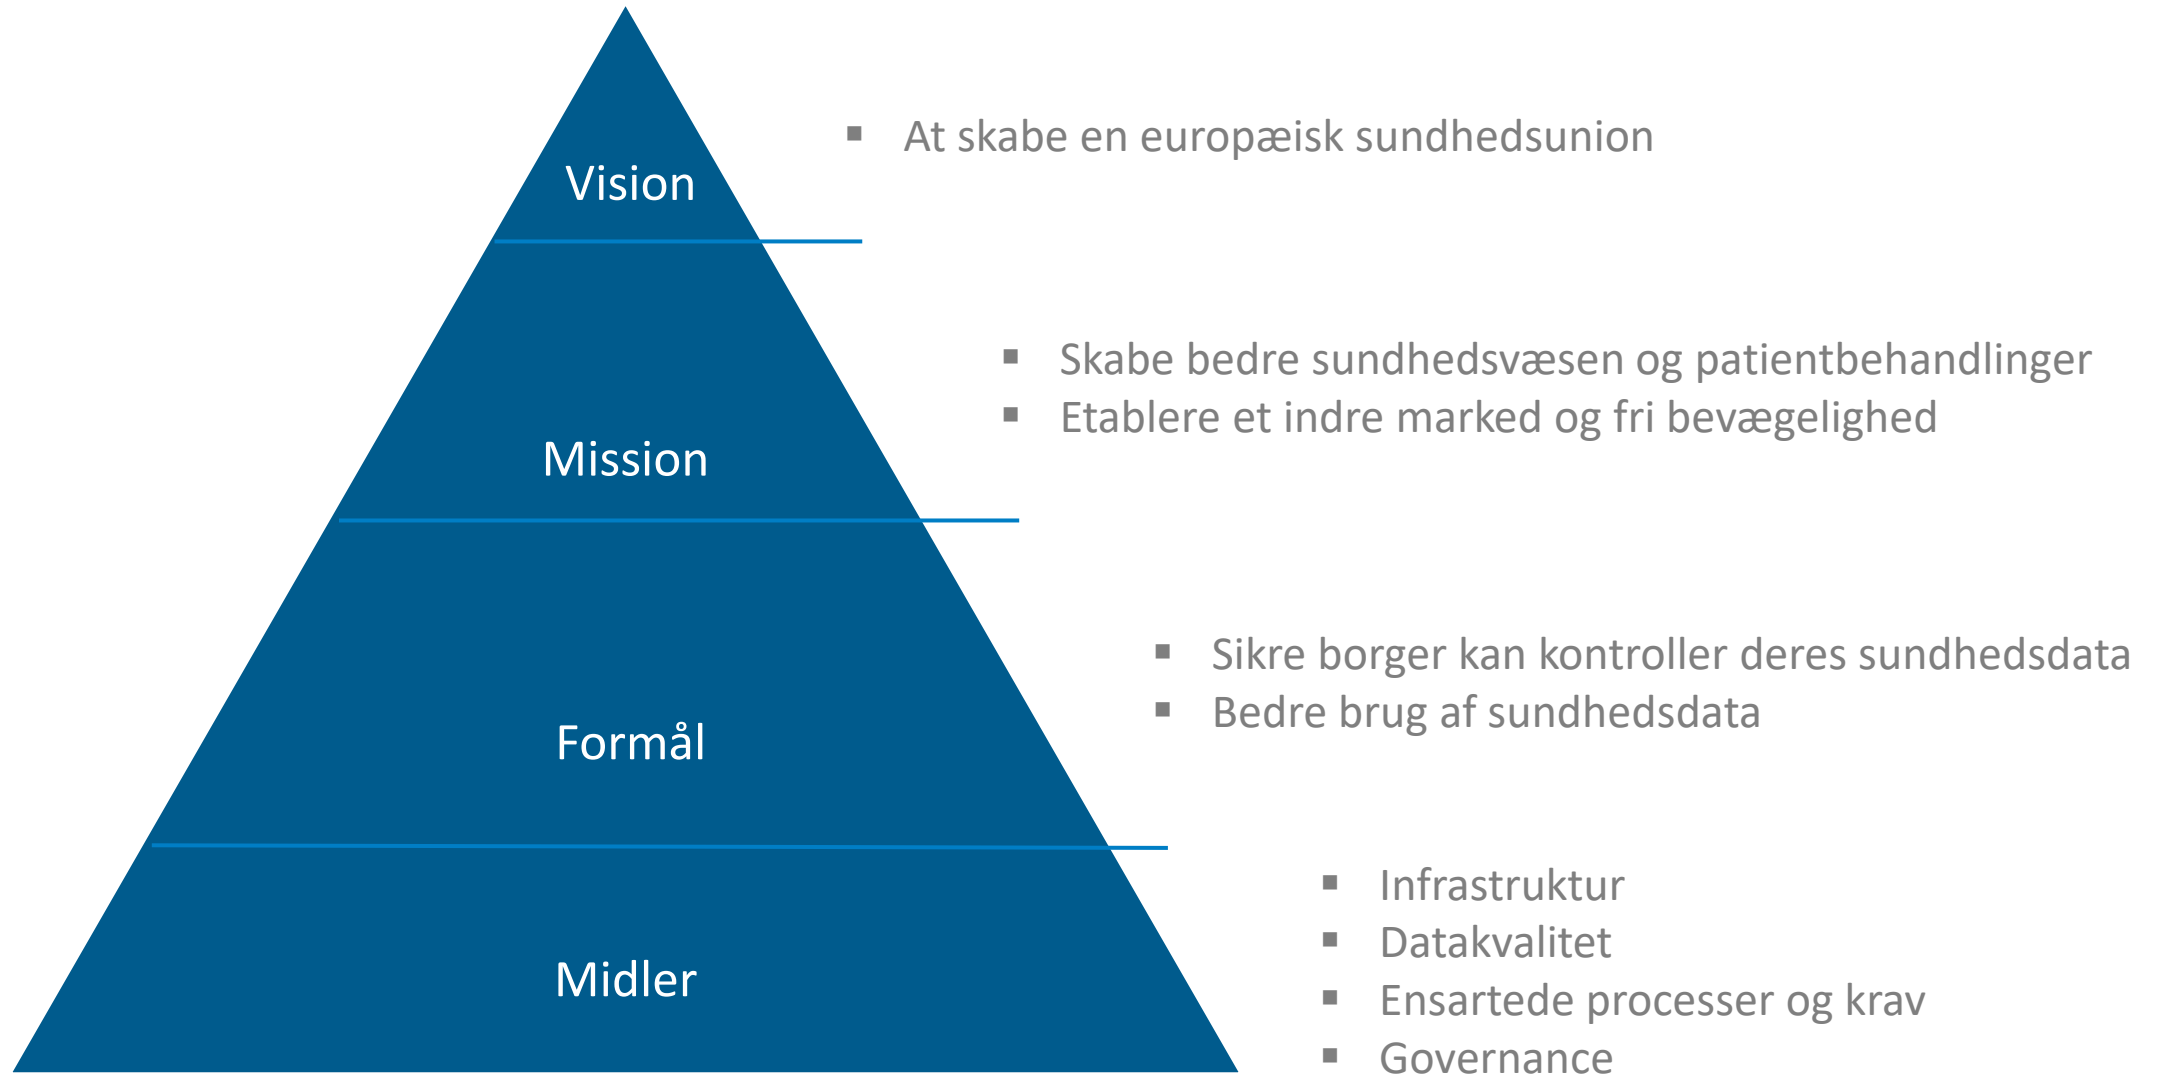 Vision
▪ At skabe en europæisk sundhedsunion
Mission
▪ Skabe bedre sundhedsvæsen og patientbehandlinger
▪ Etablere et indre marked og fri bevægelighed
Formål
▪ Sikre borger kan kontroller deres sundhedsdata
▪ Bedre brug af sundhedsdata
Midler
▪ Infrastruktur
▪ Datakvalitet
▪ Ensartede processer og krav
▪ Governance